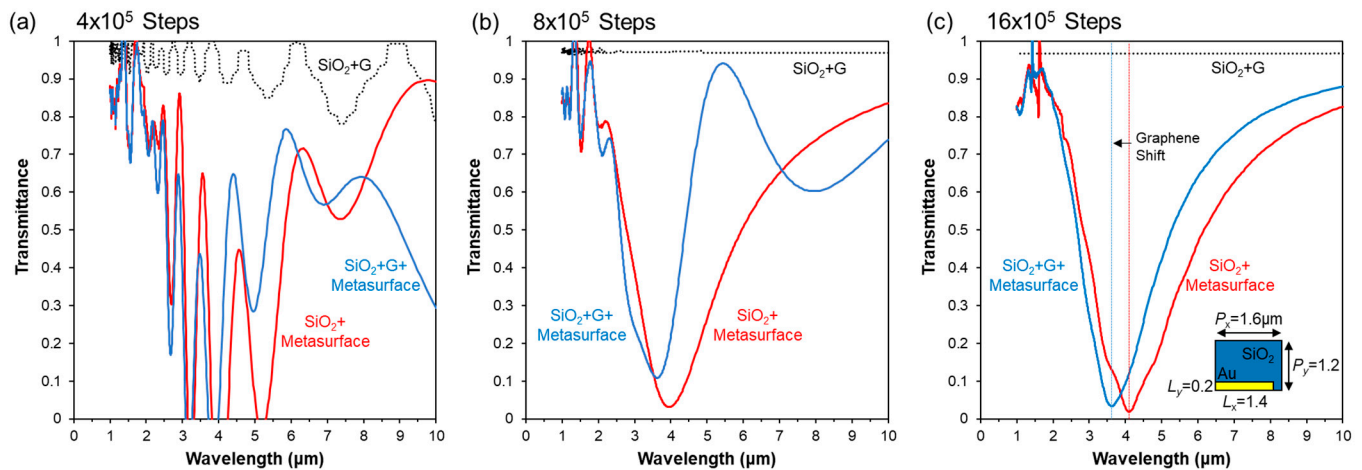 (a) 4x10⁵ Steps
1
0.9
0.8
0.7
0.6
0.5
0.4
0.3
0.2
0.1
0
Transmittance
SiO₂+G
SiO₂+G+
Metasurface
SiO₂+
Metasurface
0 1 2 3 4 5 6 7 8 9 10
Wavelength (µm)
(b) 8x10⁵ Steps
1
0.9
0.8
0.7
0.6
0.5
0.4
0.3
0.2
0.1
0
Transmittance
SiO₂+G
SiO₂+G+
Metasurface
SiO₂+
Metasurface
0 1 2 3 4 5 6 7 8 9 10
Wavelength (µm)
(c) 16x10⁵ Steps
1
0.9
0.8
0.7
0.6
0.5
0.4
0.3
0.2
0.1
0
Transmittance
SiO₂+G
Graphene
Shift
SiO₂+G+
Metasurface
SiO₂+
Metasurface
Pₓ=1.6µm
SiO₂
Au
Pᵧ=1.2
Lᵧ=0.2
Lₓ=1.4
0 1 2 3 4 5 6 7 8 9 10
Wavelength (µm)